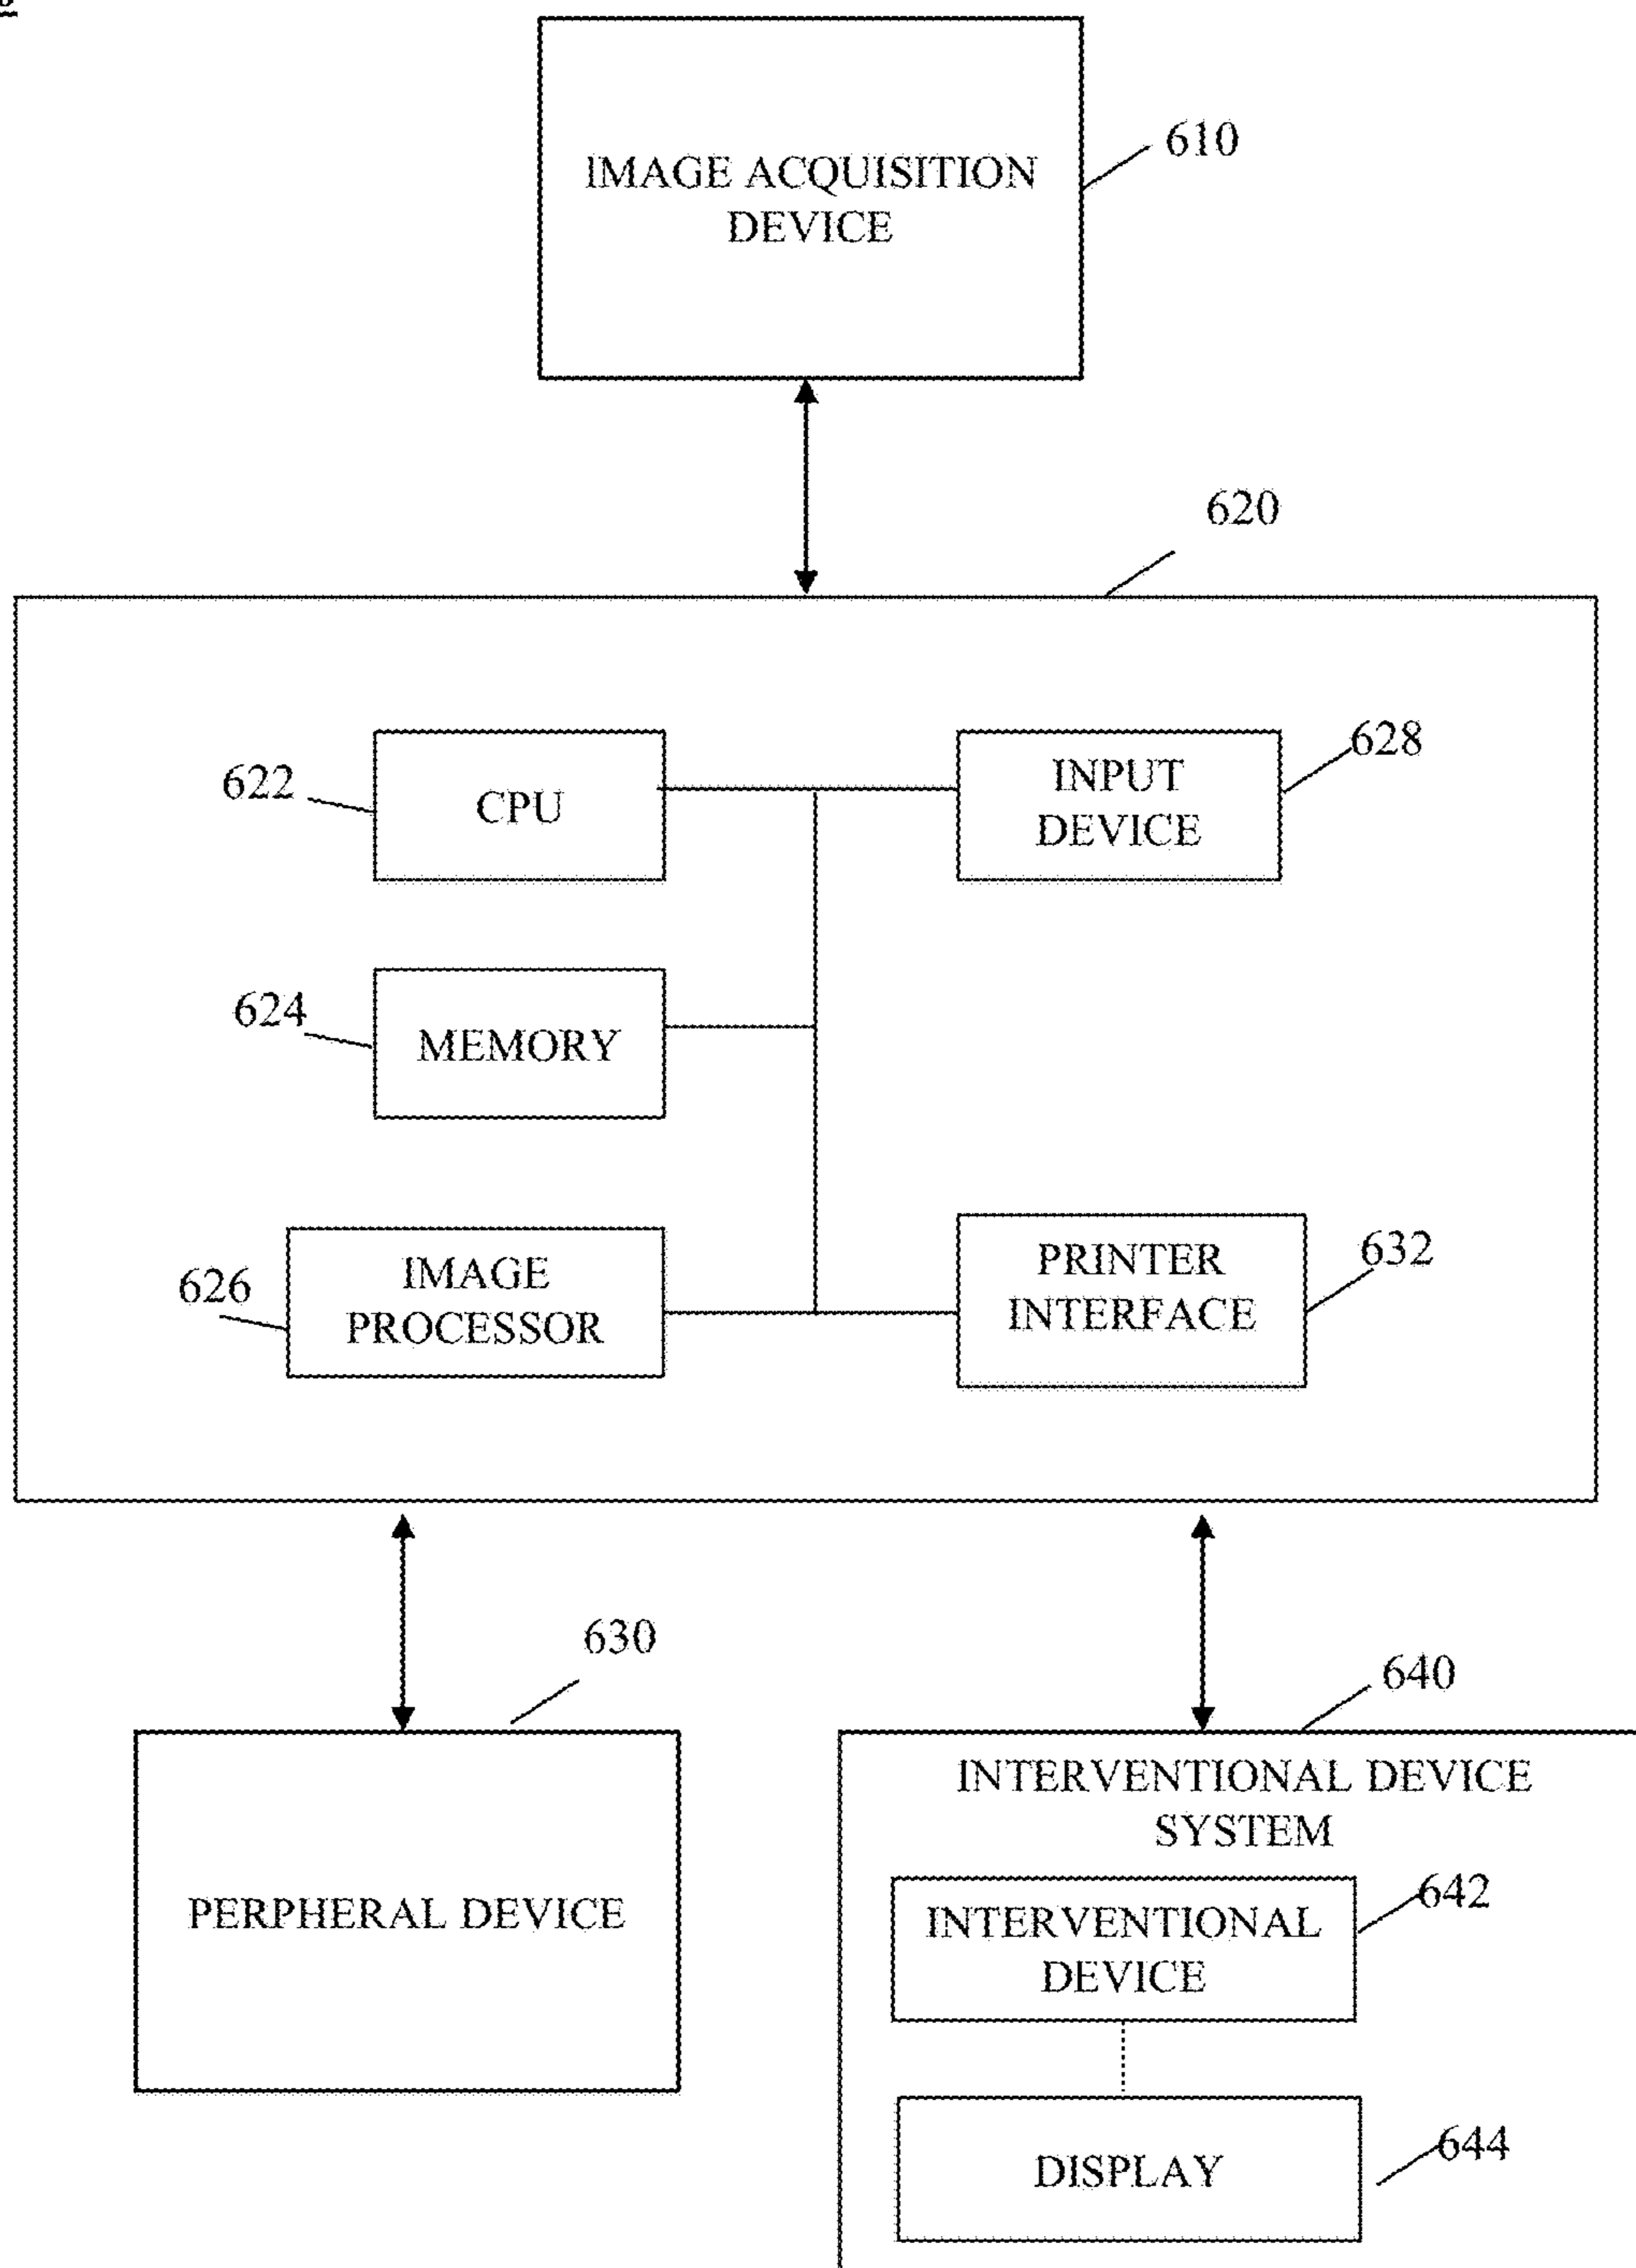 IMAGE ACQUISITION
DEVICE
610
620
622
CPU
INPUT
DEVICE
628
624
MEMORY
626
IMAGE
PROCESSOR
PRINTER
INTERFACE
632
630
640
PERPHERAL DEVICE
INTERVENTIONAL DEVICE
SYSTEM
INTERVENTIONAL
DEVICE
642
DISPLAY
644